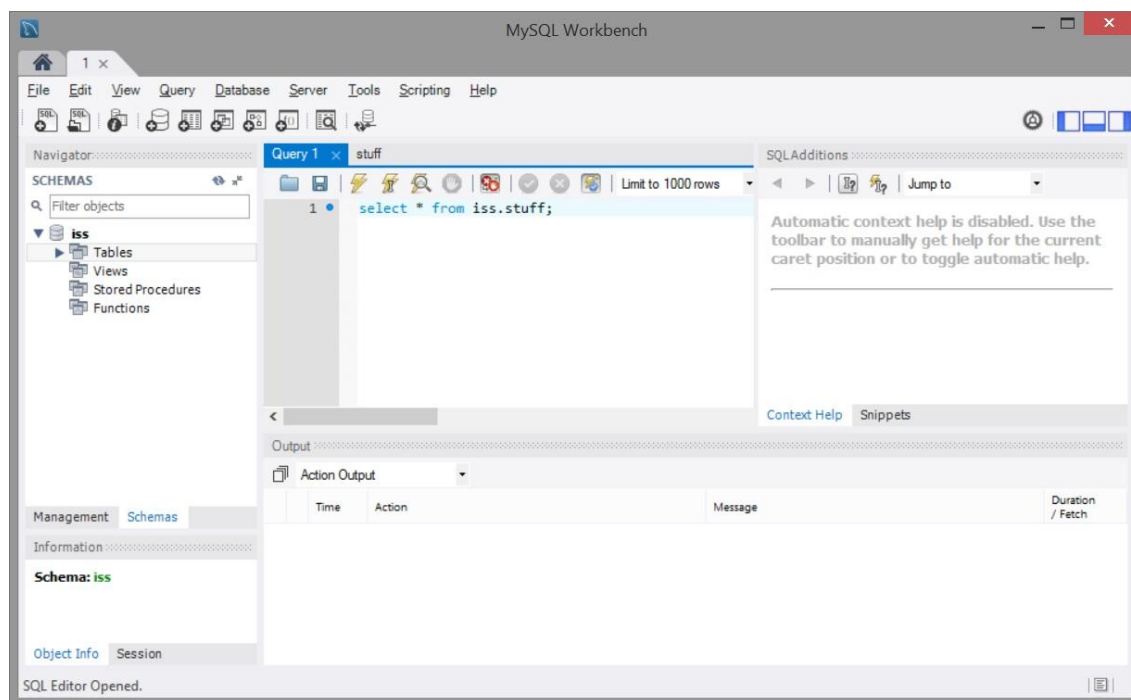 MySQL Workbench
1 ×
File Edit View Query Database Server Tools Scripting Help
Navigator
SCHEMAS
Filter objects
iss
Tables
Views
Stored Procedures
Functions
Management Schemas
Information
Schema: iss
Object Info Session
Query 1 × stuff
Limit to 1000 rows
1 select * from iss.stuff;
SQLAdditions
Jump to
Automatic context help is disabled. Use the
toolbar to manually get help for the current
caret position or to toggle automatic help.
Context Help Snippets
Output
Action Output
Time Action Message Duration
/ Fetch
SQL Editor Opened.